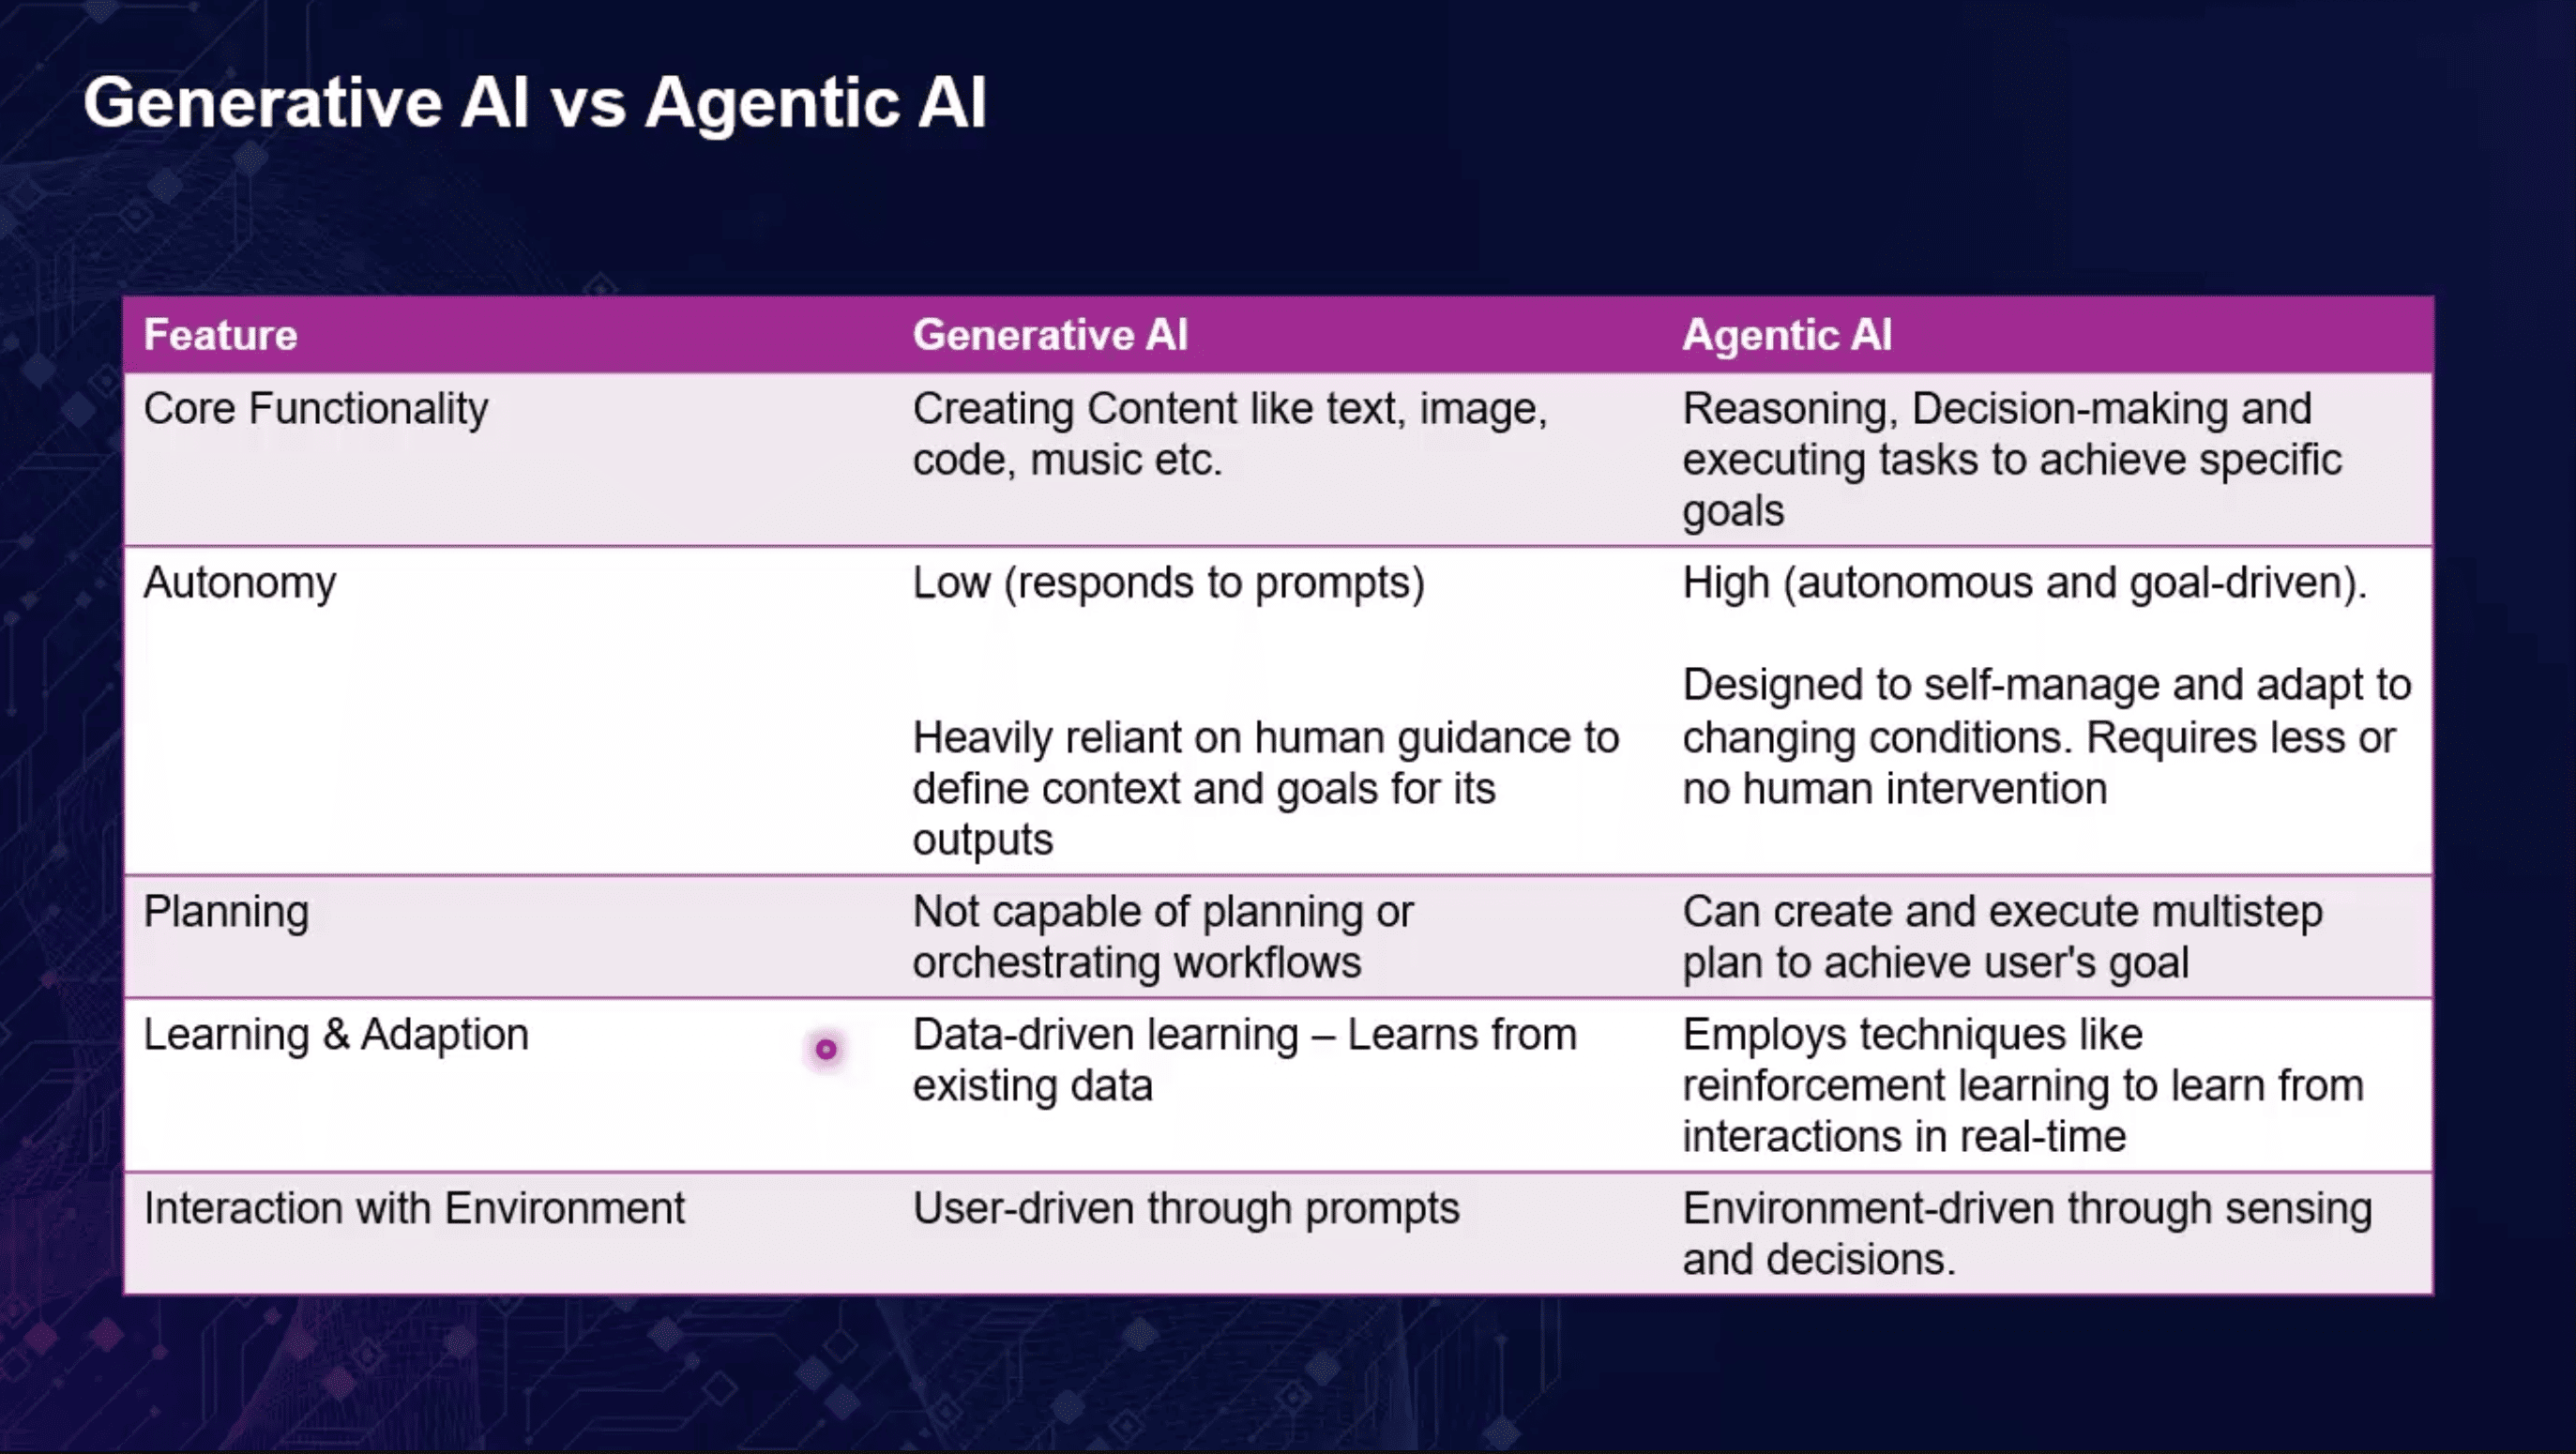 Generative AI vs Agentic AI
Feature
Generative AI
Agentic AI
Core Functionality
Creating Content like text, image,
code, music etc.
Reasoning, Decision-making and
executing tasks to achieve specific
goals
Autonomy
Low (responds to prompts)
Heavily reliant on human guidance to
define context and goals for its
outputs
High (autonomous and goal-driven).
Designed to self-manage and adapt to
changing conditions. Requires less or
no human intervention
Planning
Not capable of planning or
orchestrating workflows
Can create and execute multistep
plan to achieve user's goal
Learning & Adaption
Data-driven learning – Learns from
existing data
Employs techniques like
reinforcement learning to learn from
interactions in real-time
Interaction with Environment
User-driven through prompts
Environment-driven through sensing
and decisions.